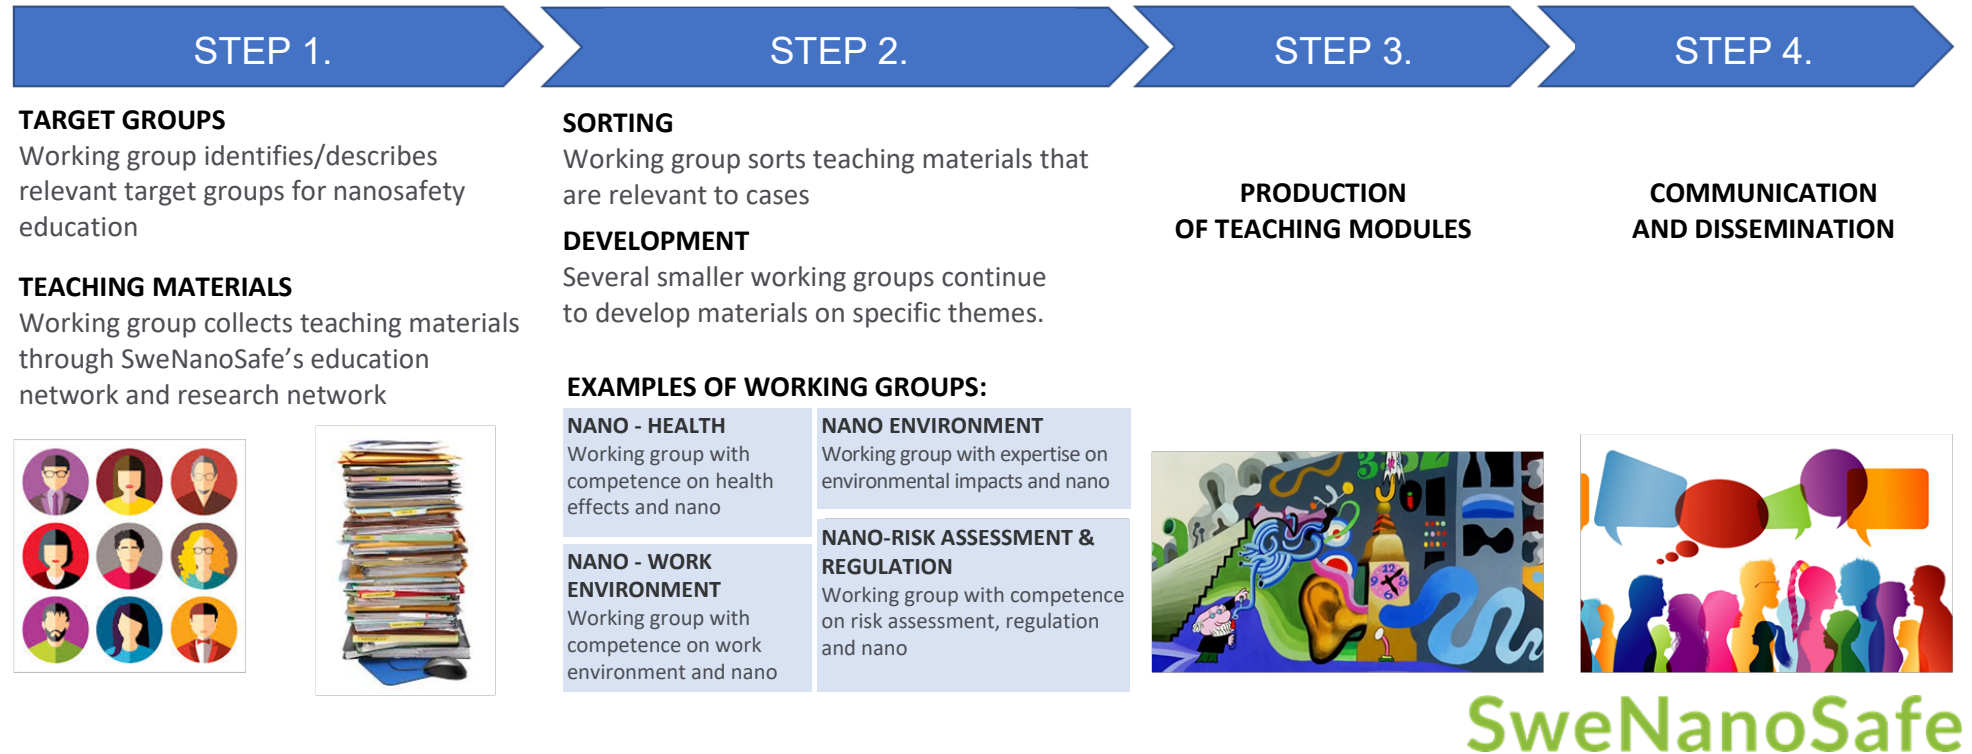 STEP 1.
STEP 2.
STEP 3.
STEP 4.
TARGET GROUPS
Working group identifies/describes
relevant target groups for nanosafety
education
TEACHING MATERIALS
Working group collects teaching materials
through SweNanoSafe’s education
network and research network
SORTING
Working group sorts teaching materials that
are relevant to cases
DEVELOPMENT
Several smaller working groups continue
to develop materials on specific themes.
EXAMPLES OF WORKING GROUPS:
NANO - HEALTH
Working group with
competence on health
effects and nano
NANO - WORK
ENVIRONMENT
Working group with
competence on work
environment and nano
NANO ENVIRONMENT
Working group with expertise on
environmental impacts and nano
NANO-RISK ASSESSMENT &
REGULATION
Working group with competence
on risk assessment, regulation
and nano
PRODUCTION
OF TEACHING MODULES
COMMUNICATION
AND DISSEMINATION
12
3
6
9
SweNanoSafe